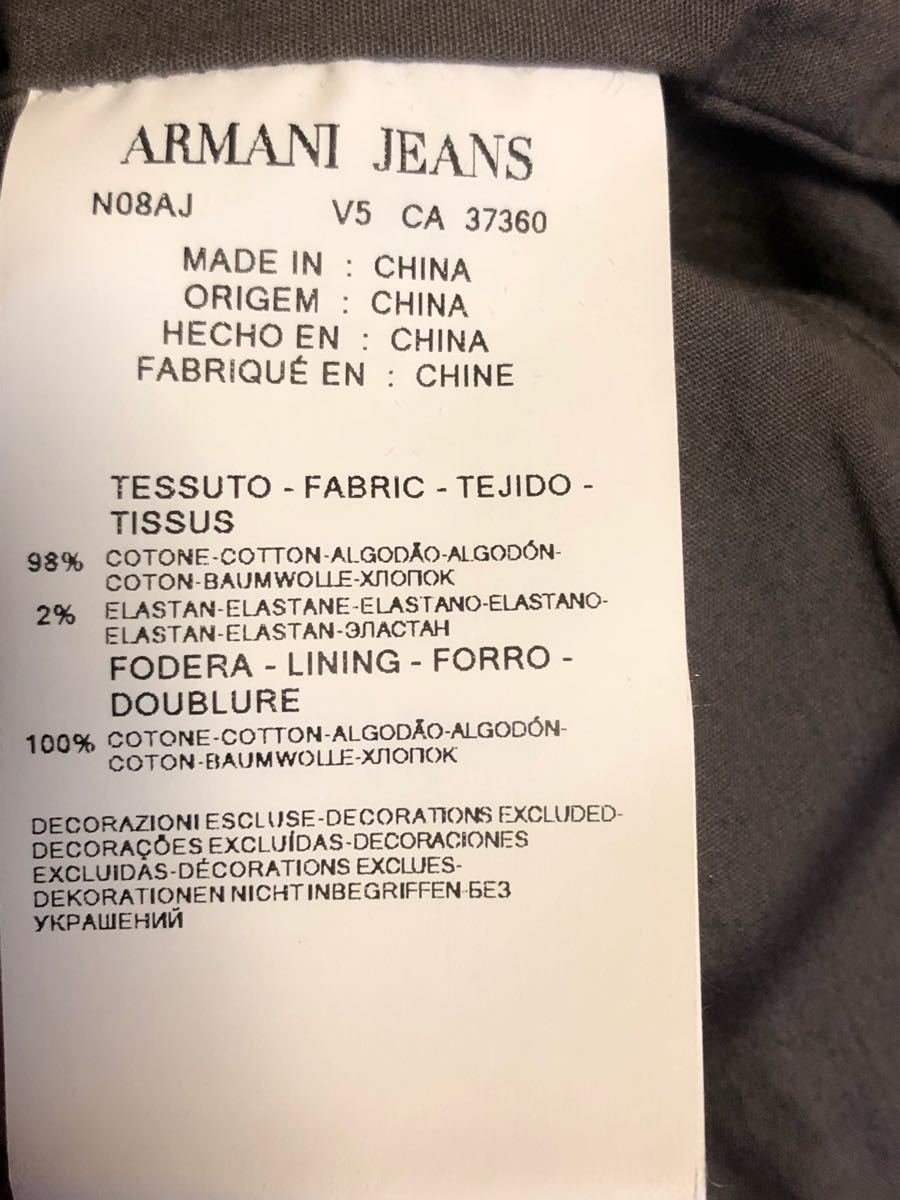 ARMANI JEANS
N08AJ V5 CA 37360
MADE IN : CHINA
ORIGEM : CHINA
HECHO EN : CHINA
FABRIQUÉ EN : CHINE
TESSUTO - FABRIC - TEJIDO -
TISSUS
98% COTONE-COTTON-ALGODÃO-ALGODÓN-
COTON-BAUMWOLLE-ХЛОПОК
2% ELASTAN-ELASTANE-ELASTANO-ELASTANO-
ELASTAN-ELASTAN-ЭЛАСТАН
FODERA - LINING - FORRO -
DOUBLURE
100% COTONE-COTTON-ALGODÃO-ALGODÓN-
COTON-BAUMWOLLE-ХЛОПОК
DECORAZIONI ESCLUSE-DECORATIONS EXCLUDED-
DECORAÇÕES EXCLUÍDAS-DECORACIONES
EXCLUIDAS-DÉCORATIONS EXCLUES-
DEKORATIONEN NICHT INBEGRIFFEN-БЕЗ
УКРАШЕНИЙ